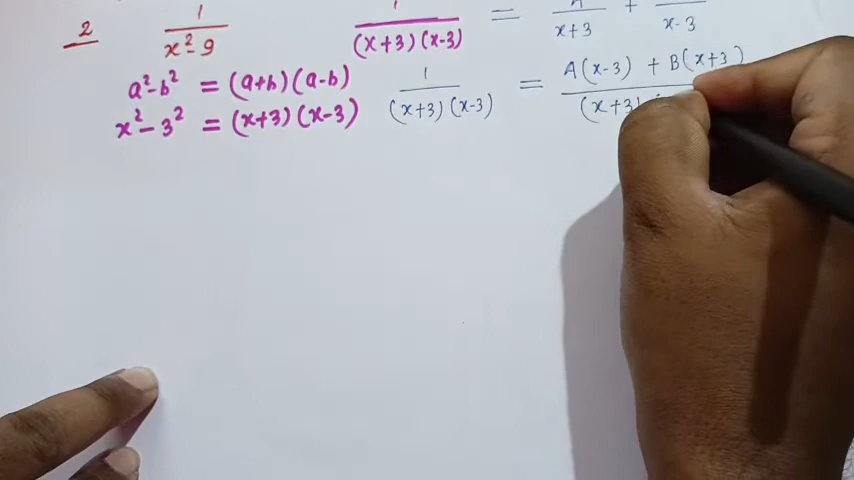 2 1/(x²-9) 1/((x+3)(x-3)) = A/(x+3) + /(x-3)
a²-b² = (a+b)(a-b) 1/((x+3)(x-3)) = A(x-3) + B(x+3)/(x+3)
x²-3² = (x+3)(x-3)